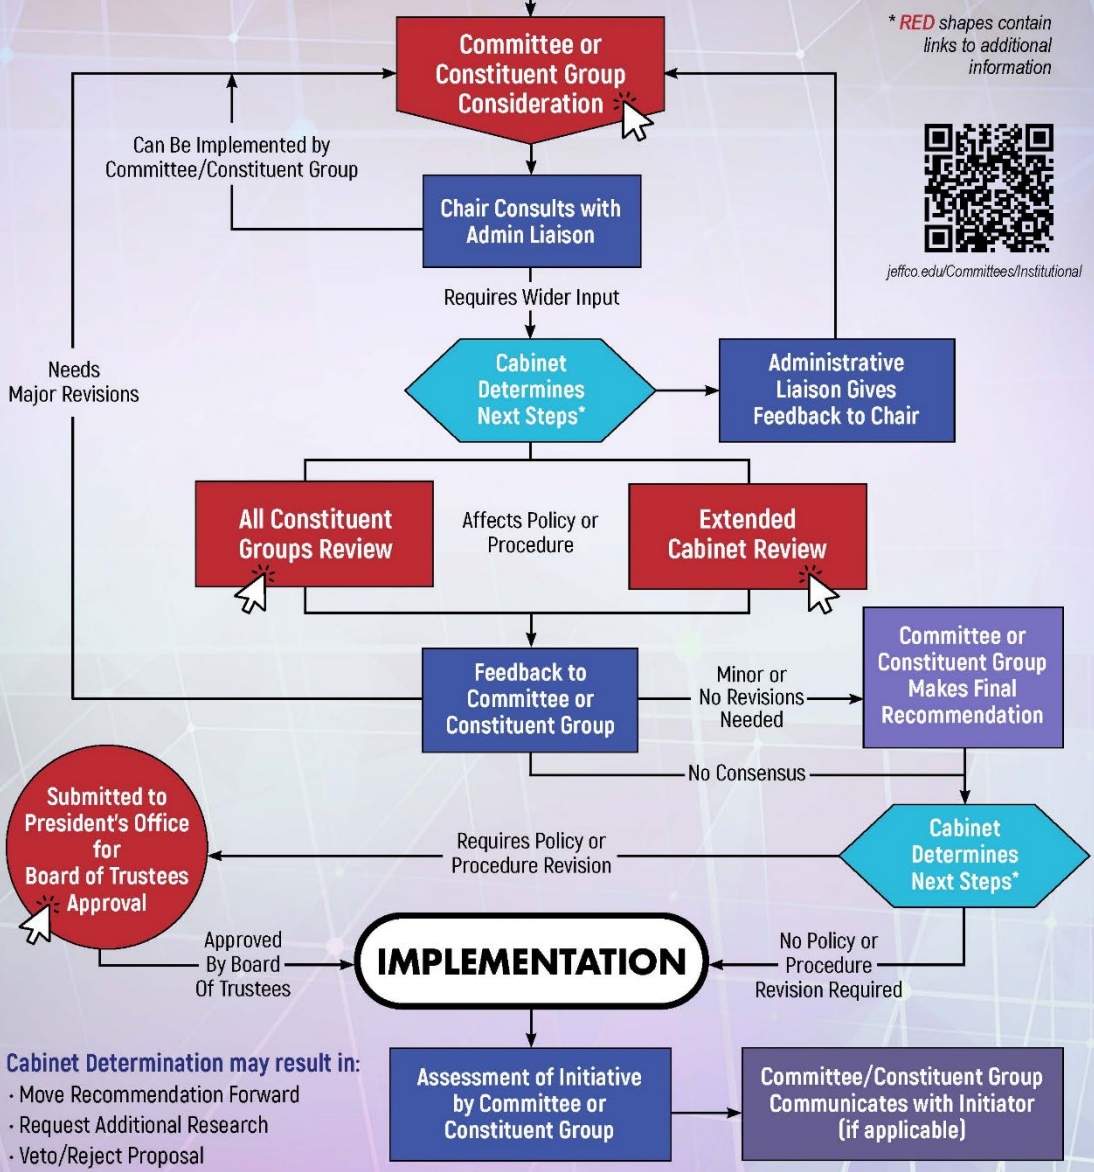 * RED shapes contain
links to additional
information
Committee or
Constituent Group
Consideration
Can Be Implemented by
Committee/Constituent Group
Chair Consults with
Admin Liaison
jeffco.edu/Committees/Institutional
Requires Wider Input
Needs
Major Revisions
Cabinet
Determines
Next Steps*
Administrative
Liaison Gives
Feedback to Chair
All Constituent
Groups Review
Affects Policy or
Procedure
Extended
Cabinet Review
Feedback to
Committee or
Constituent Group
Minor or
No Revisions
Needed
Committee or
Constituent Group
Makes Final
Recommendation
No Consensus
Submitted to
President's Office
for
Board of Trustees
Approval
Requires Policy or
Procedure Revision
Cabinet
Determines
Next Steps*
Approved
By Board
Of Trustees
IMPLEMENTATION
No Policy or
Procedure
Revision Required
Cabinet Determination may result in:
· Move Recommendation Forward
· Request Additional Research
· Veto/Reject Proposal
Assessment of Initiative
by Committee or
Constituent Group
Committee/Constituent Group
Communicates with Initiator
(if applicable)